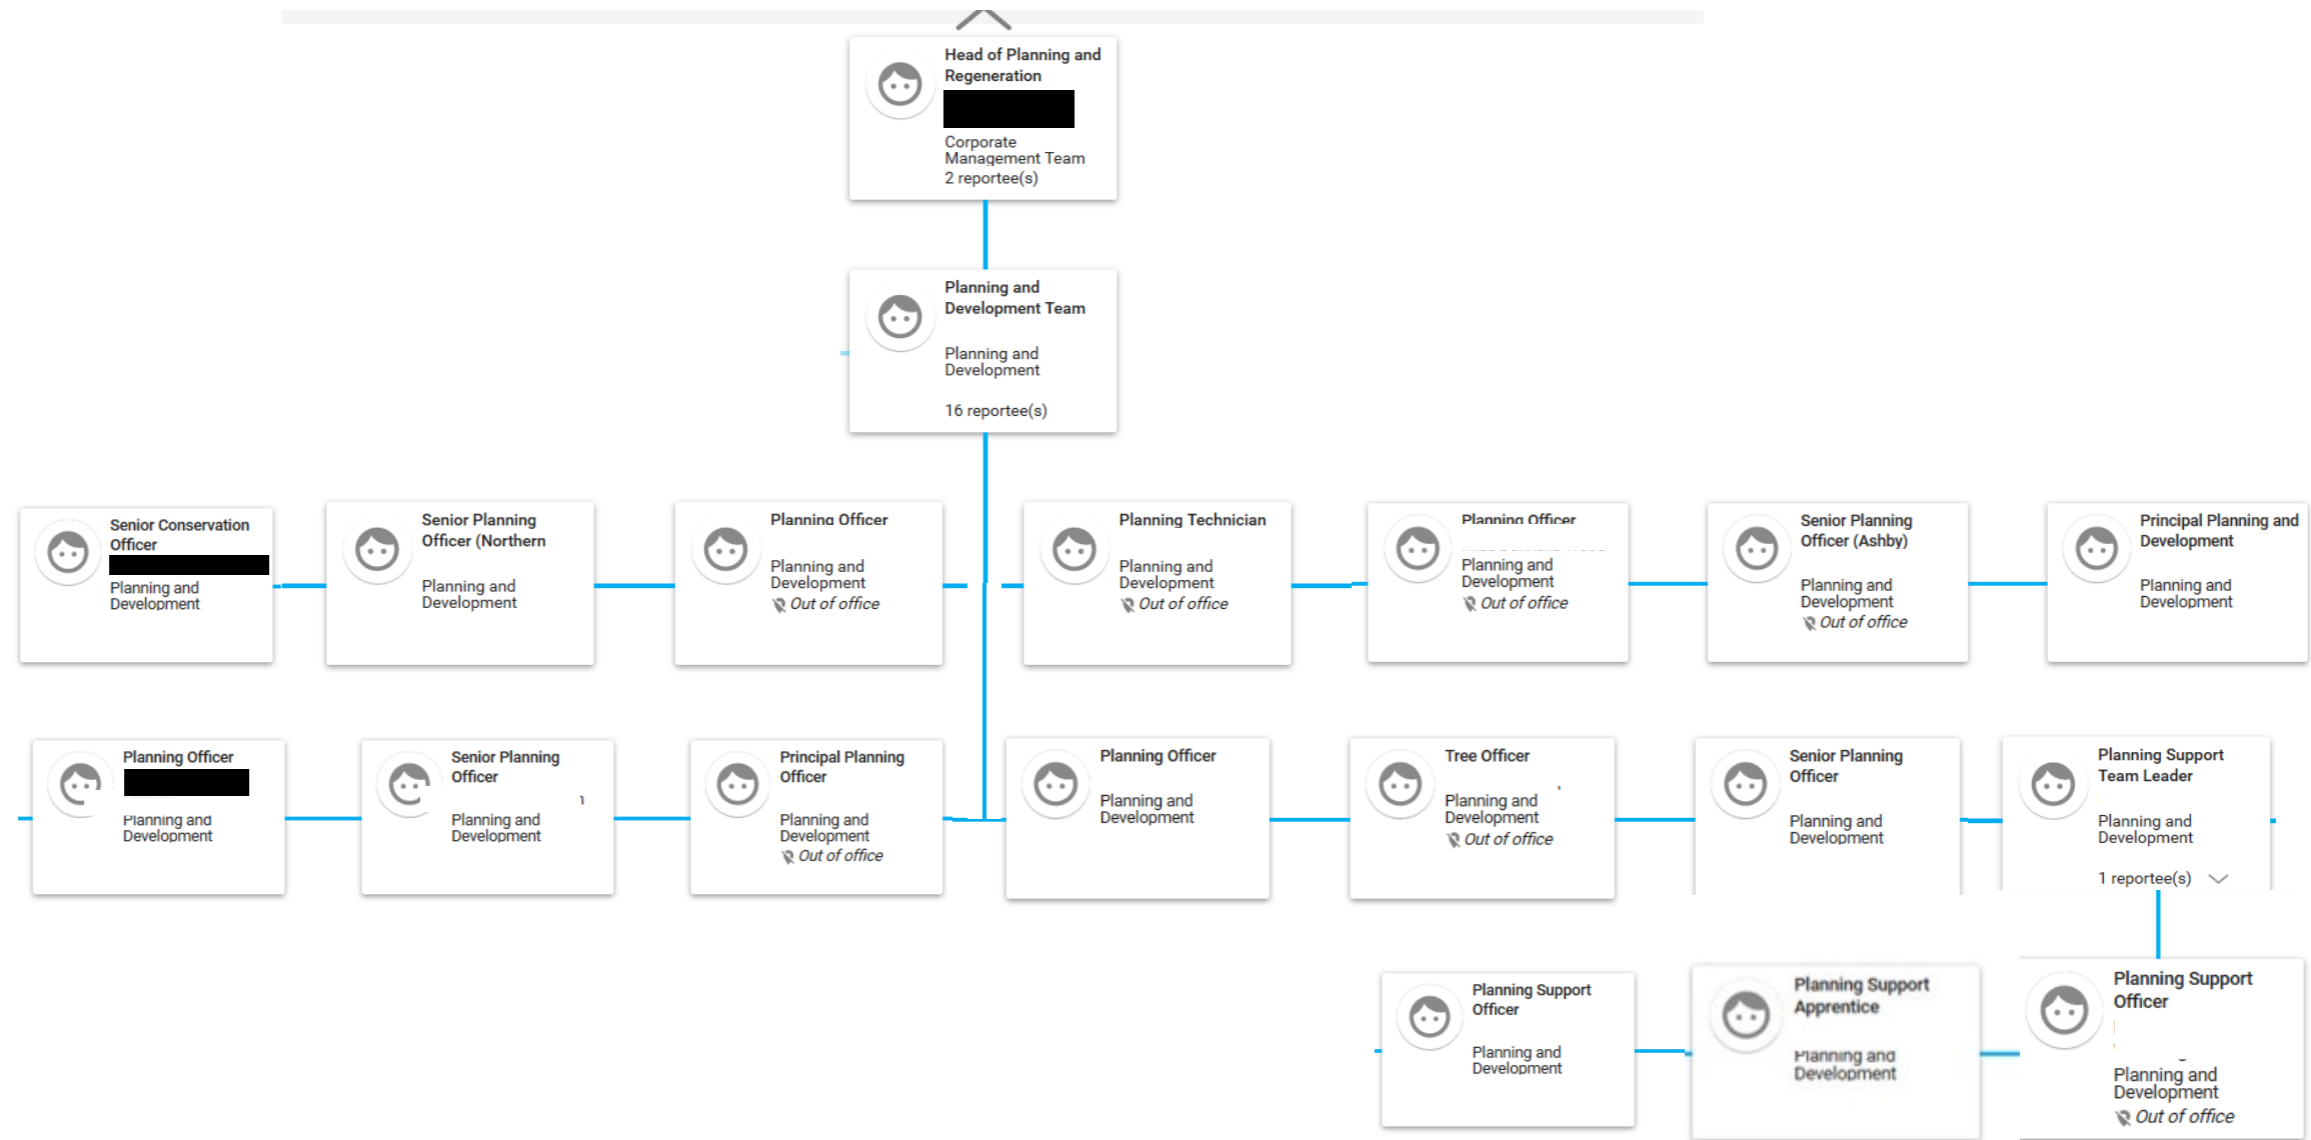 Head of Planning and
Regeneration
Corporate
Management Team
2 reportee(s)
Planning and
Development Team
Planning and
Development
16 reportee(s)
Senior Conservation
Officer
Planning and
Development
Senior Planning
Officer (Northern
Planning and
Development
Planning Officer
Planning and
Development
Out of office
Planning Technician
Planning and
Development
Out of office
Planning Officer
Planning and
Development
Out of office
Senior Planning
Officer (Ashby)
Planning and
Development
Out of office
Principal Planning and
Development
Planning and
Development
Planning Officer
Planning and
Development
Senior Planning
Officer
Planning and
Development
Principal Planning
Officer
Planning and
Development
Out of office
Planning Officer
Planning and
Development
Tree Officer
Planning and
Development
Out of office
Senior Planning
Officer
Planning and
Development
Planning Support
Team Leader
Planning and
Development
1 reportee(s)
Planning Support
Officer
Planning and
Development
Planning Support
Apprentice
Planning and
Development
Planning Support
Officer
Planning and
Development
Out of office